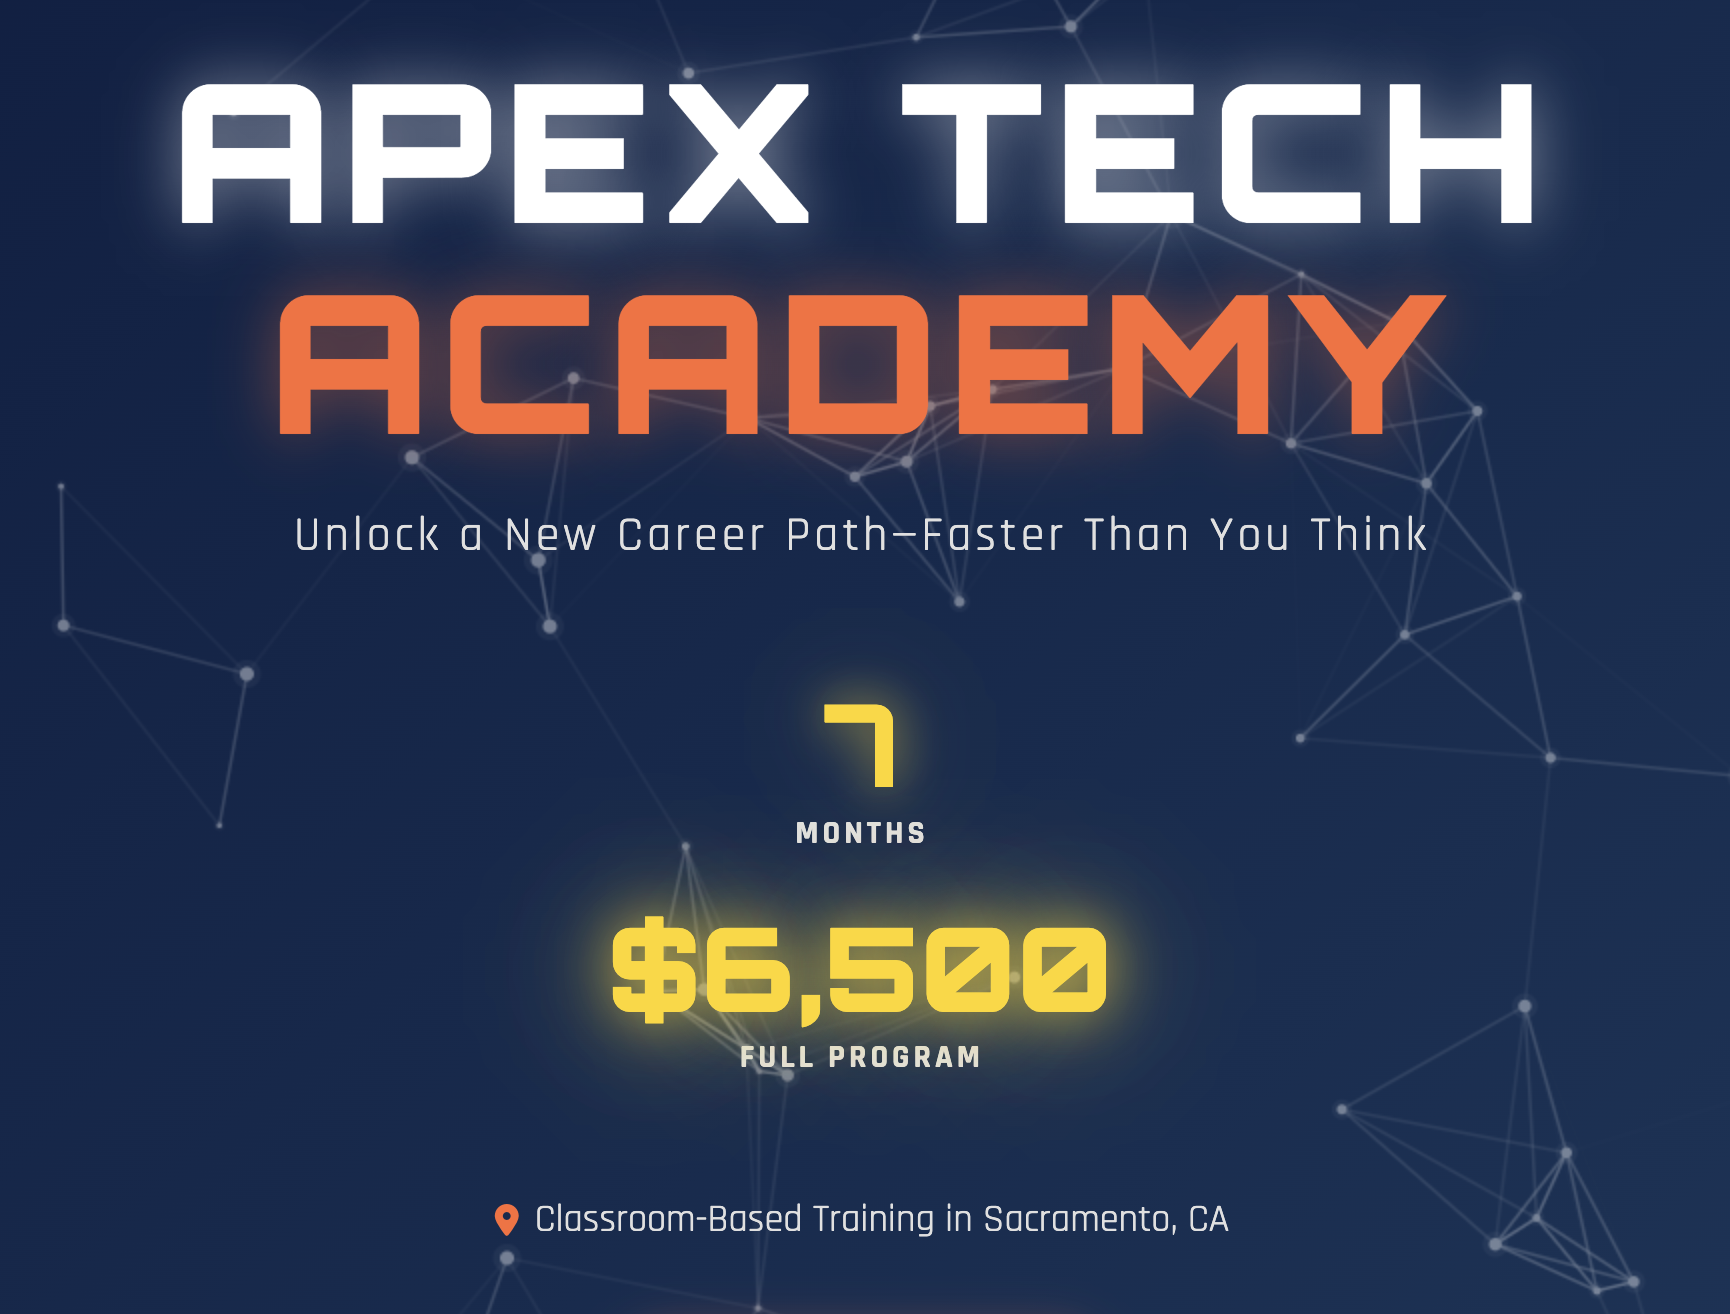 APEX TECH
ACADEMY
Unlock a New Career Path—Faster Than You Think
7
MONTHS
$6,500
FULL PROGRAM
Classroom-Based Training in Sacramento, CA